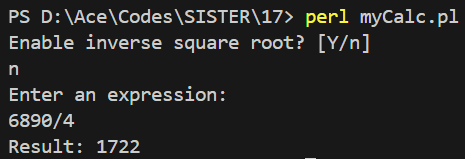 PS D:\Ace\Codes\SISTER\17> perl myCalc.pl
Enable inverse square root? [Y/n]
n
Enter an expression:
6890/4
Result: 1722